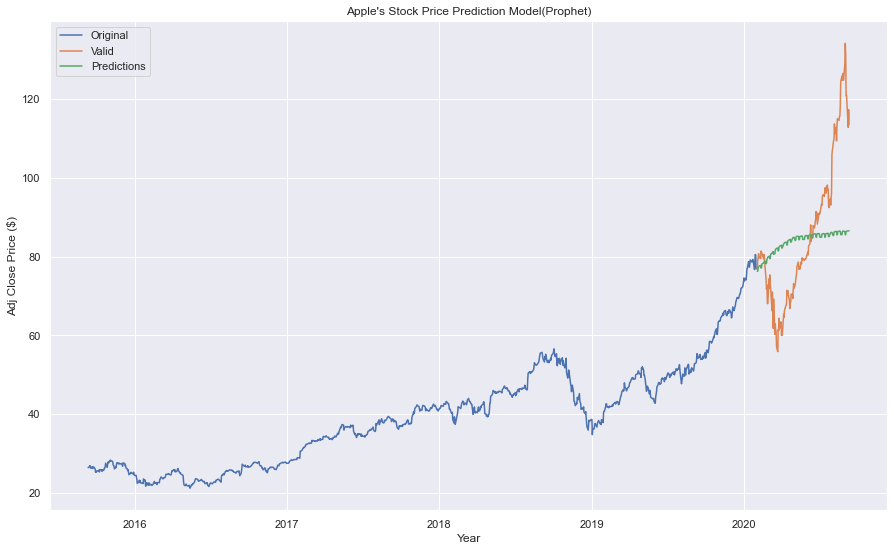 Apple's Stock Price Prediction Model(Prophet)
Original
Valid
Predictions
Adj Close Price ($)
120
100
80
60
40
20
2016 2017 2018 2019 2020
Year